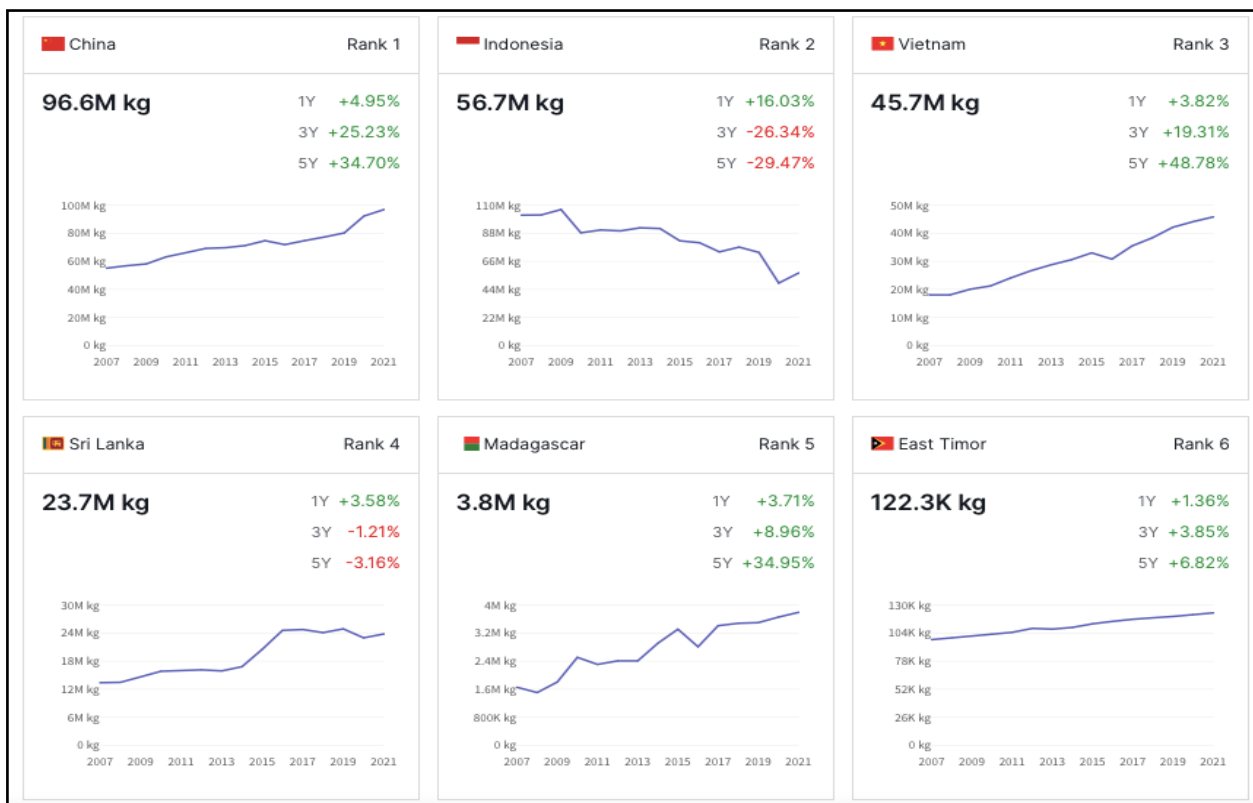 China Rank 1
96.6M kg
1Y +4.95%
3Y +25.23%
5Y +34.70%
100M kg
80M kg
60M kg
40M kg
20M kg
0 kg
2007 2009 2011 2013 2015 2017 2019 2021
Indonesia Rank 2
56.7M kg
1Y +16.03%
3Y -26.34%
5Y -29.47%
110M kg
88M kg
66M kg
44M kg
22M kg
0 kg
2007 2009 2011 2013 2015 2017 2019 2021
Vietnam Rank 3
45.7M kg
1Y +3.82%
3Y +19.31%
5Y +48.78%
50M kg
40M kg
30M kg
20M kg
10M kg
0 kg
2007 2009 2011 2013 2015 2017 2019 2021
Sri Lanka Rank 4
23.7M kg
1Y +3.58%
3Y -1.21%
5Y -3.16%
30M kg
24M kg
18M kg
12M kg
6M kg
0 kg
2007 2009 2011 2013 2015 2017 2019 2021
Madagascar Rank 5
3.8M kg
1Y +3.71%
3Y +8.96%
5Y +34.95%
4M kg
3.2M kg
2.4M kg
1.6M kg
800K kg
0 kg
2007 2009 2011 2013 2015 2017 2019 2021
East Timor Rank 6
122.3K kg
1Y +1.36%
3Y +3.85%
5Y +6.82%
130K kg
104K kg
78K kg
52K kg
26K kg
0 kg
2007 2009 2011 2013 2015 2017 2019 2021